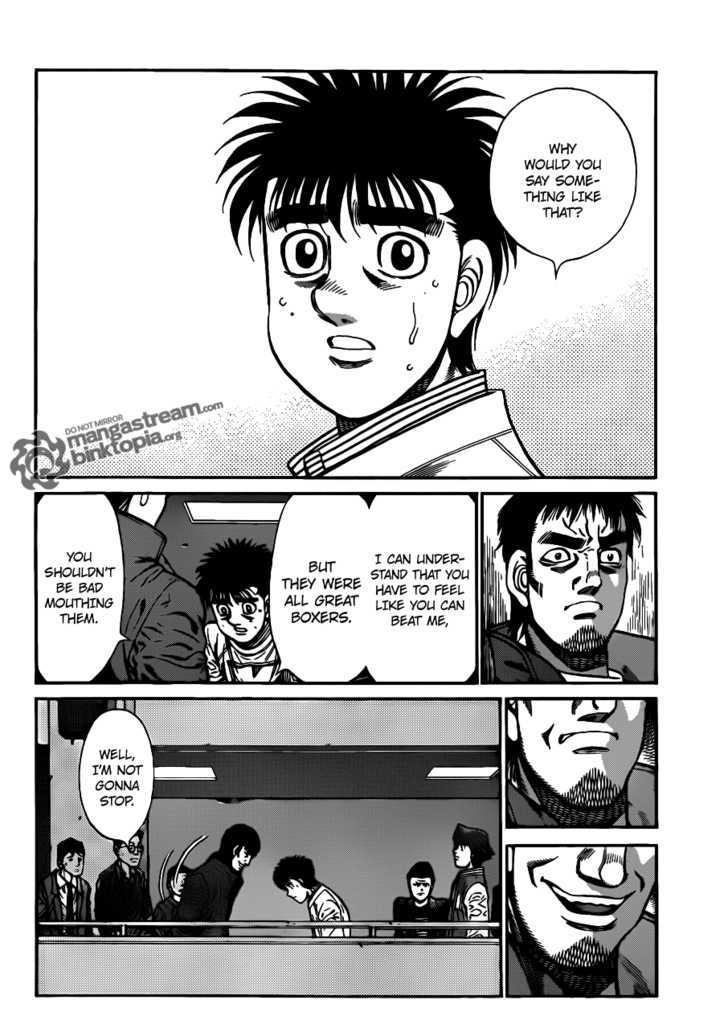 WHY
WOULD YOU
SAY SOME-
THING LIKE
THAT?
DO NOT MIRROR
mangastream.com
binktopia.org
I CAN UNDER-
STAND THAT YOU
HAVE TO FEEL
LIKE YOU CAN
BEAT ME,
BUT
THEY WERE
ALL GREAT
BOXERS.
YOU
SHOULDN'T
BE BAD
MOUTHING
THEM.
WELL,
I'M NOT
GONNA
STOP.